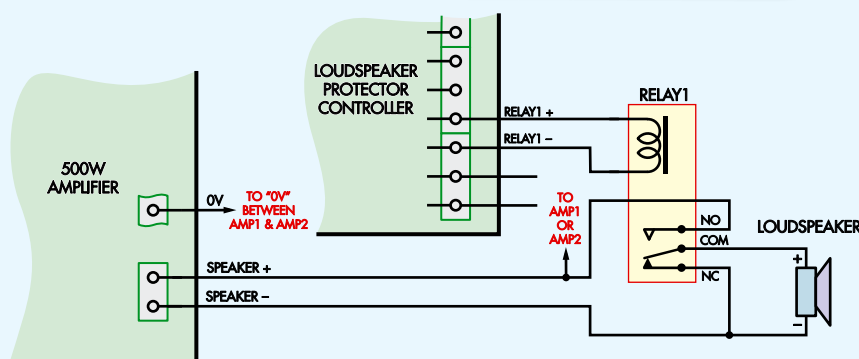 LOUDSPEAKER
PROTECTOR
CONTROLLER
RELAY1 +
RELAY1 –
RELAY1
500W
AMPLIFIER
0V
TO "0V"
BETWEEN
AMP1 & AMP2
TO
AMP1
OR
AMP2
NO
COM
NC
LOUDSPEAKER
+
–
SPEAKER +
SPEAKER –